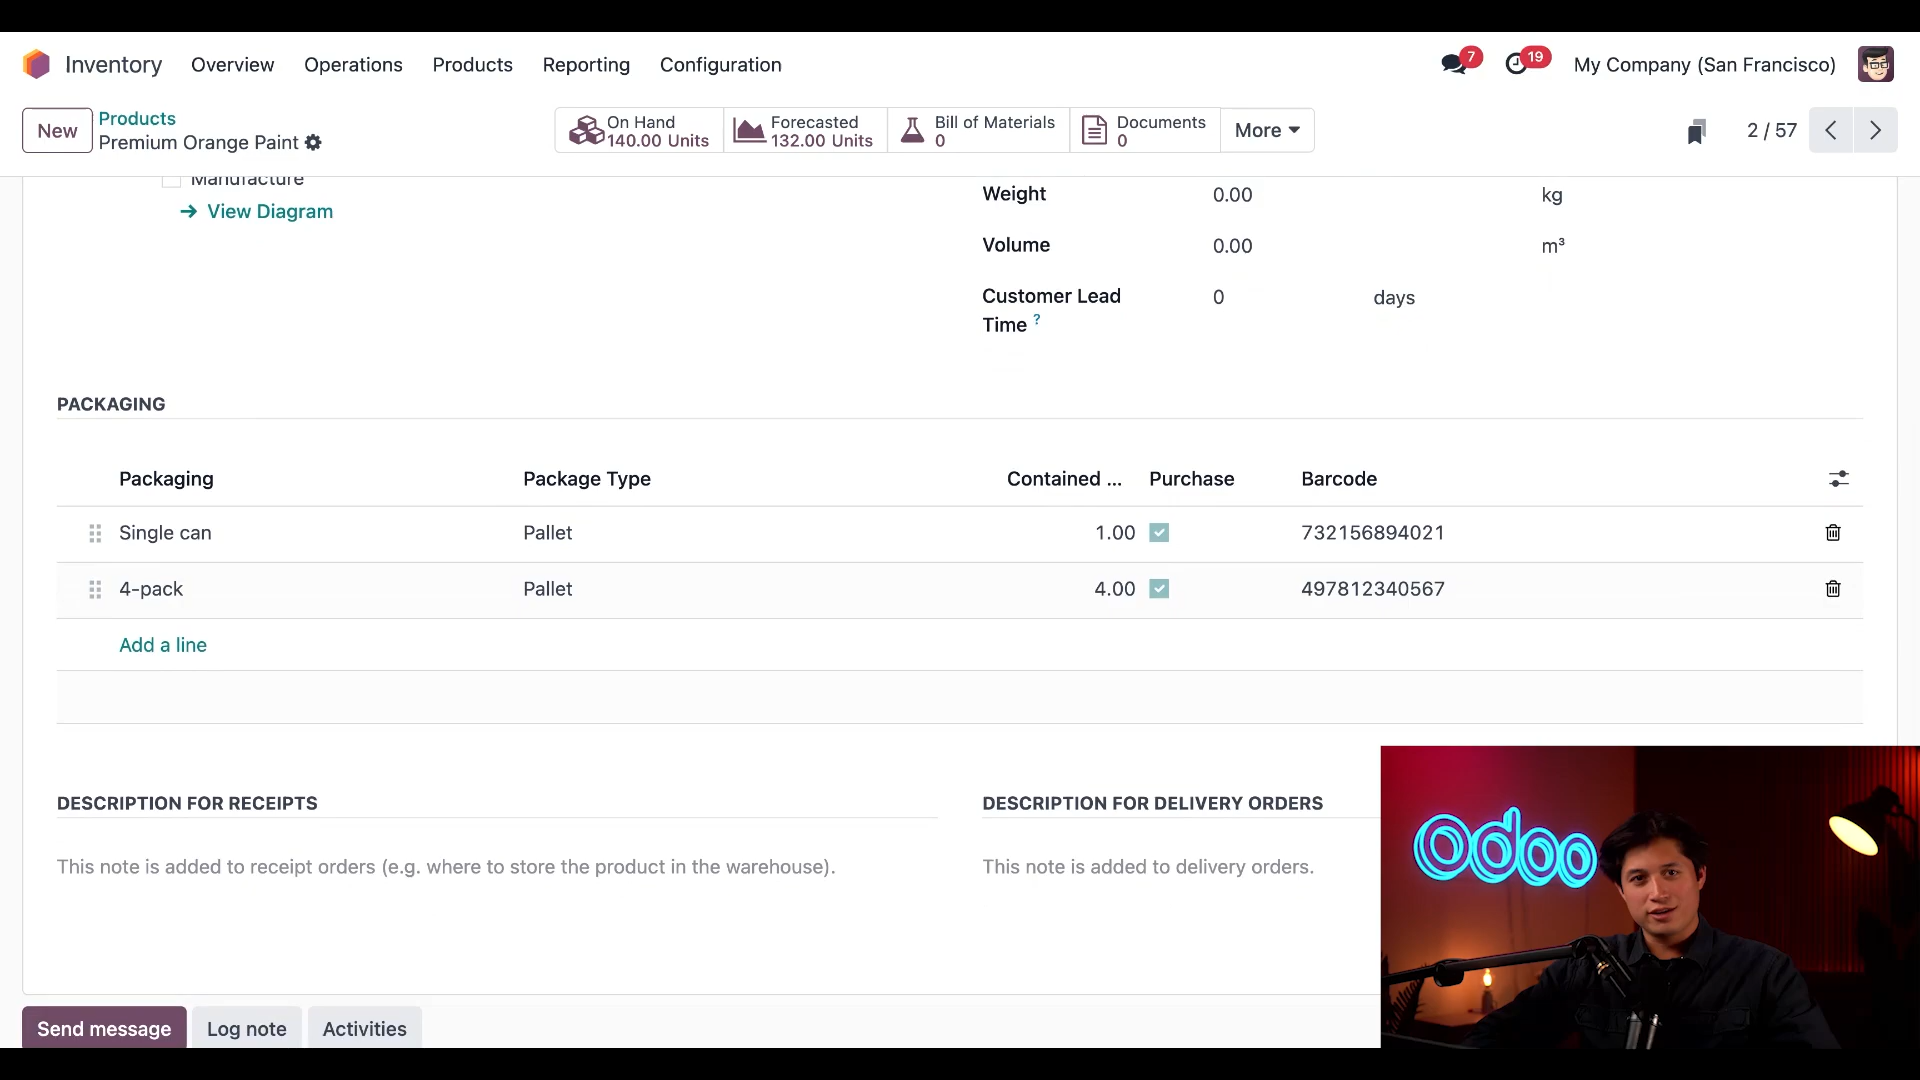 Inventory Overview Operations Products Reporting Configuration 7 19 My Company (San Francisco)
New Products On Hand Forecasted Bill of Materials Documents More 2 / 57
Premium Orange Paint 140.00 Units 132.00 Units 0 0
Manufacture
View Diagram
Weight 0.00 kg
Volume 0.00 m³
Customer Lead 0 days
Time ?
PACKAGING
Packaging Package Type Contained ... Purchase Barcode
Single can Pallet 1.00 732156894021
4-pack Pallet 4.00 497812340567
Add a line
DESCRIPTION FOR RECEIPTS DESCRIPTION FOR DELIVERY ORDERS
This note is added to receipt orders (e.g. where to store the product in the warehouse). This note is added to delivery orders.
odoo
Send message Log note Activities